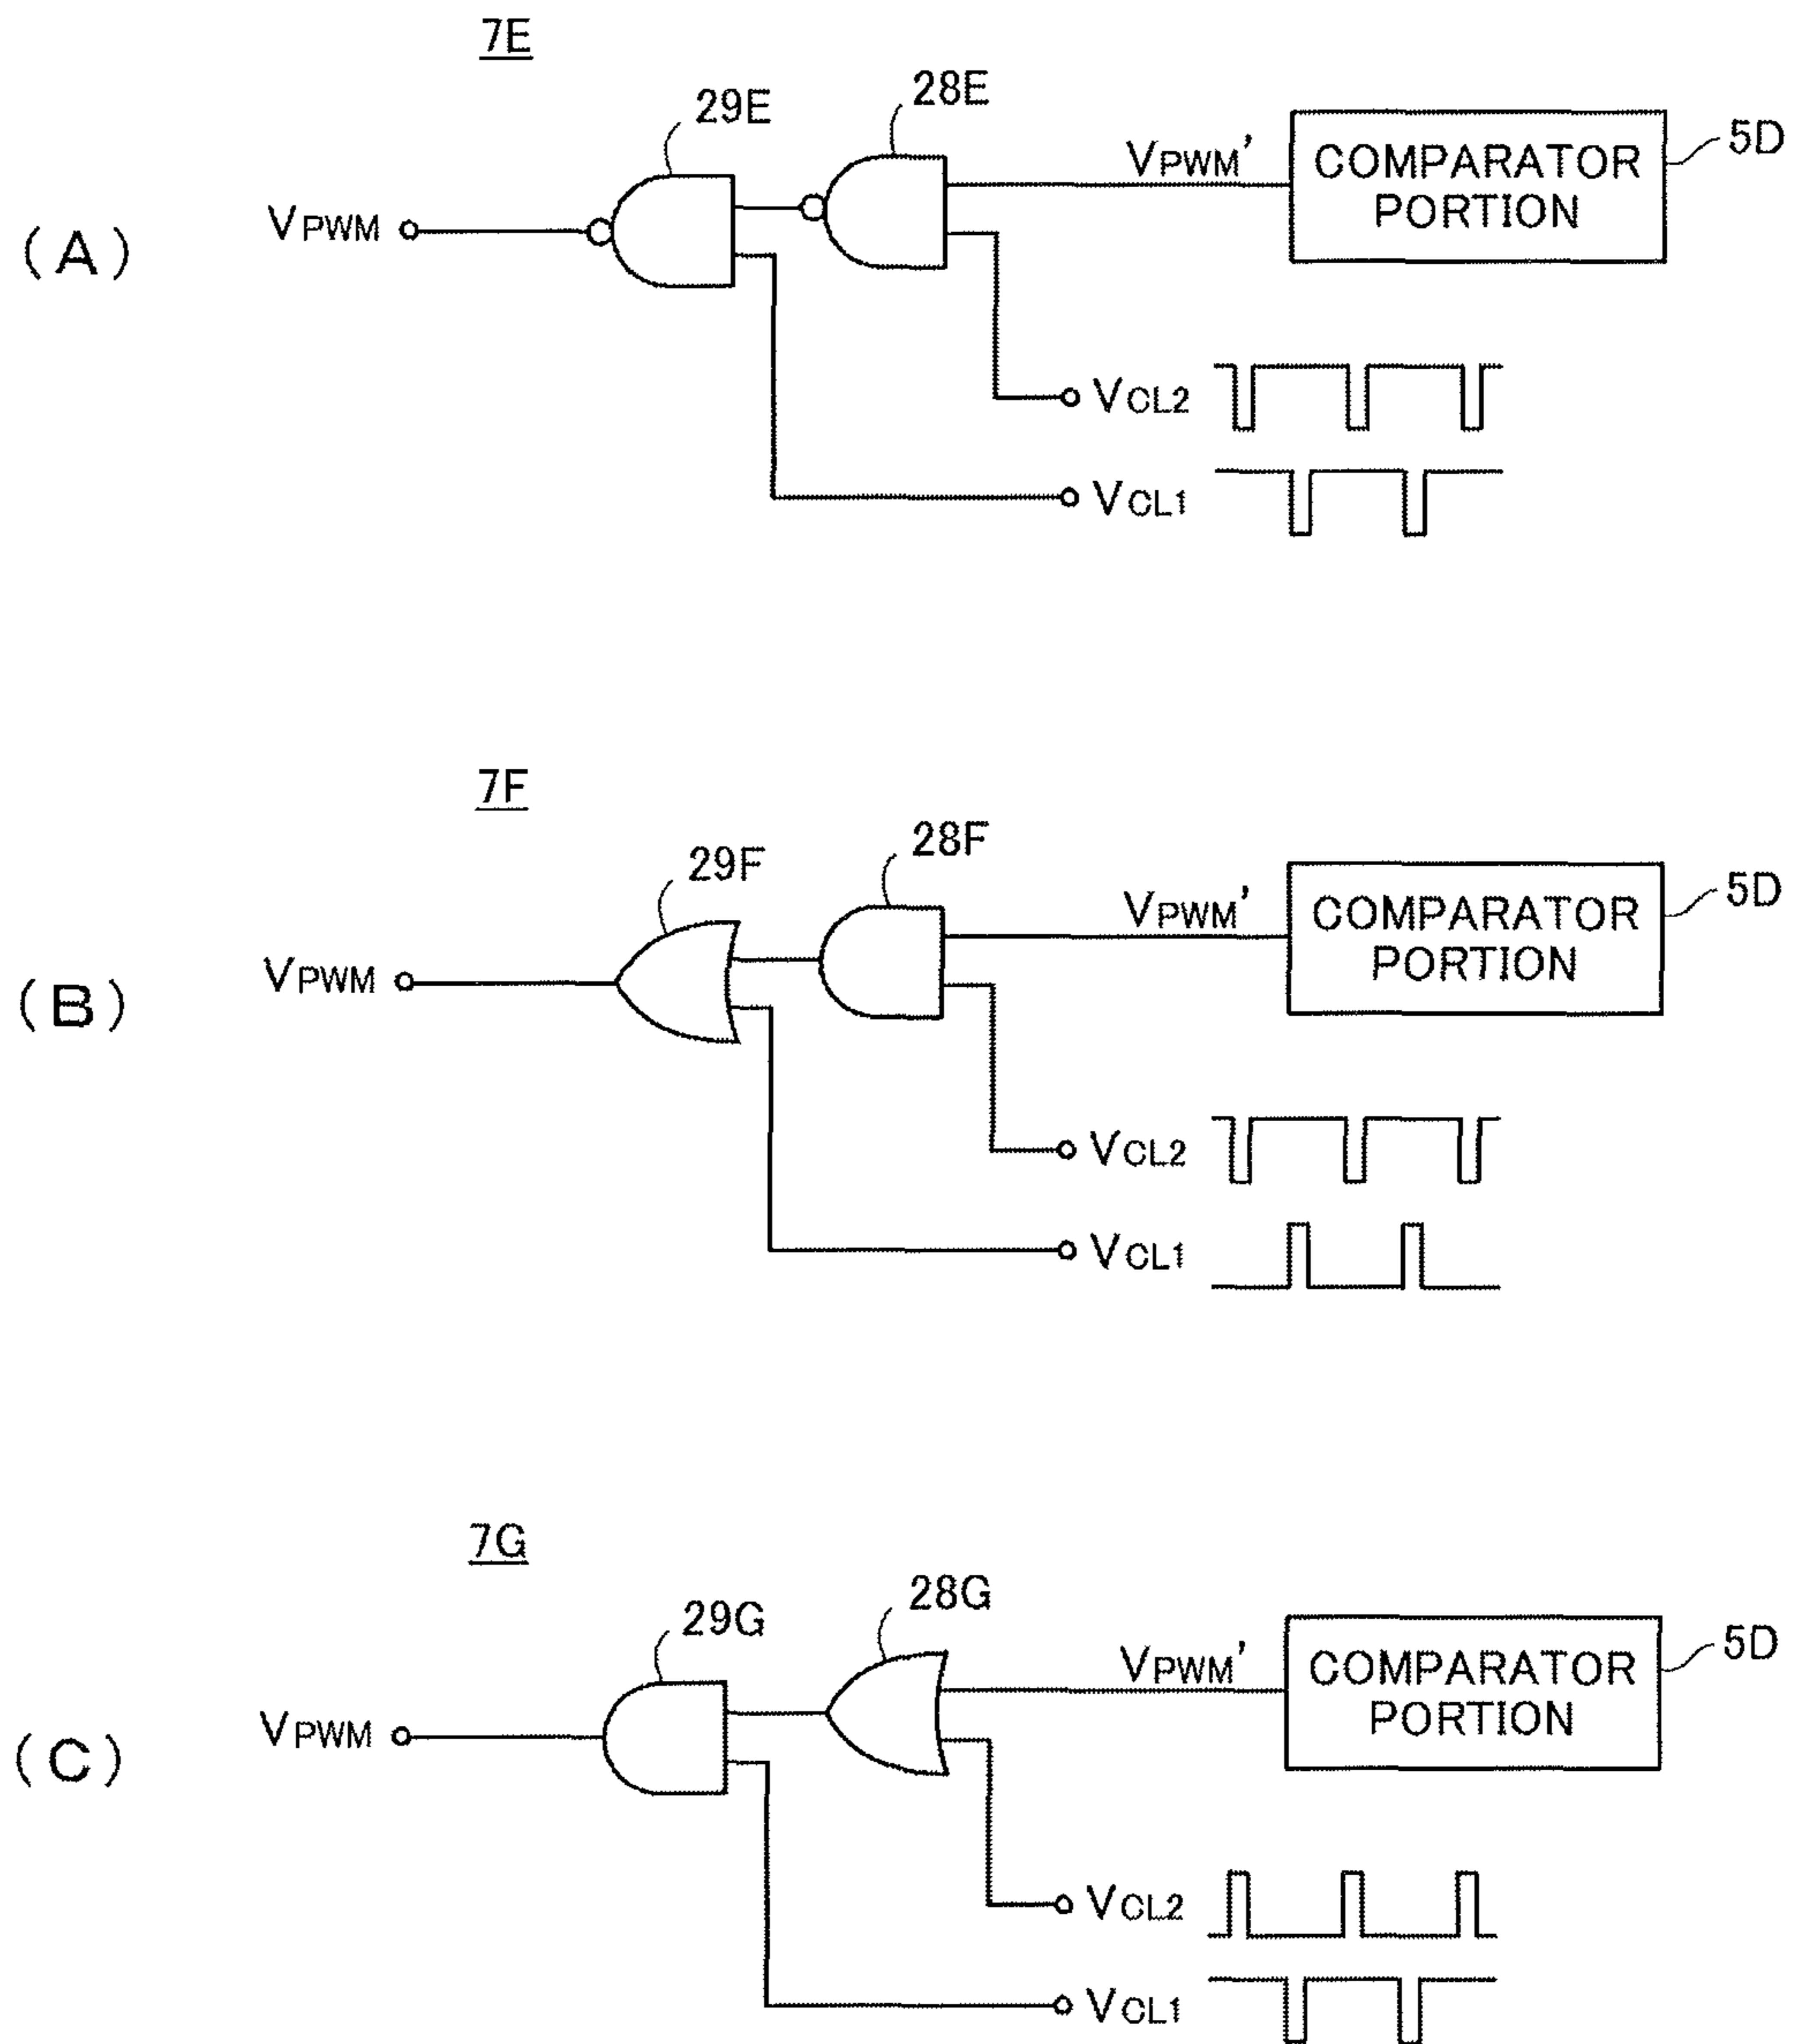 7E
29E
28E
VPWM'
COMPARATOR
PORTION
5D
(A)
VPWM
VCL2
VCL1
7F
29F
28F
VPWM'
COMPARATOR
PORTION
5D
(B)
VPWM
VCL2
VCL1
7G
29G
28G
VPWM'
COMPARATOR
PORTION
5D
(C)
VPWM
VCL2
VCL1